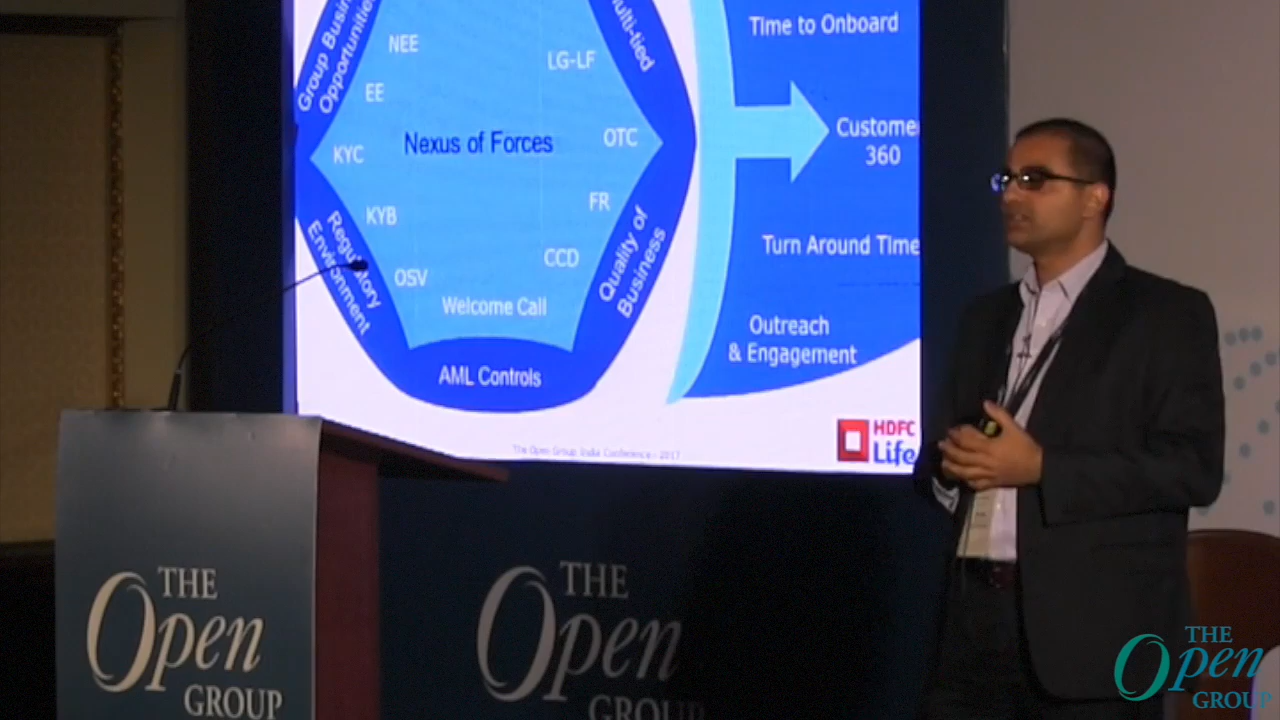 Group Busin
Opportunities
Multi-tied
NEE
LG-LF
EE
Nexus of Forces
OTC
KYC
FR
KYB
CCD
OSV
Welcome Call
Regulatory
Environment
Quality of
Business
AML Controls
Time to Onboard
Custome
360
Turn Around Time
Outreach
& Engagement
The Open Group India Conference - 2017
HDFC
Life
THE
Open
GROUP
THE
Open
GROUP
THE
Open
GROUP